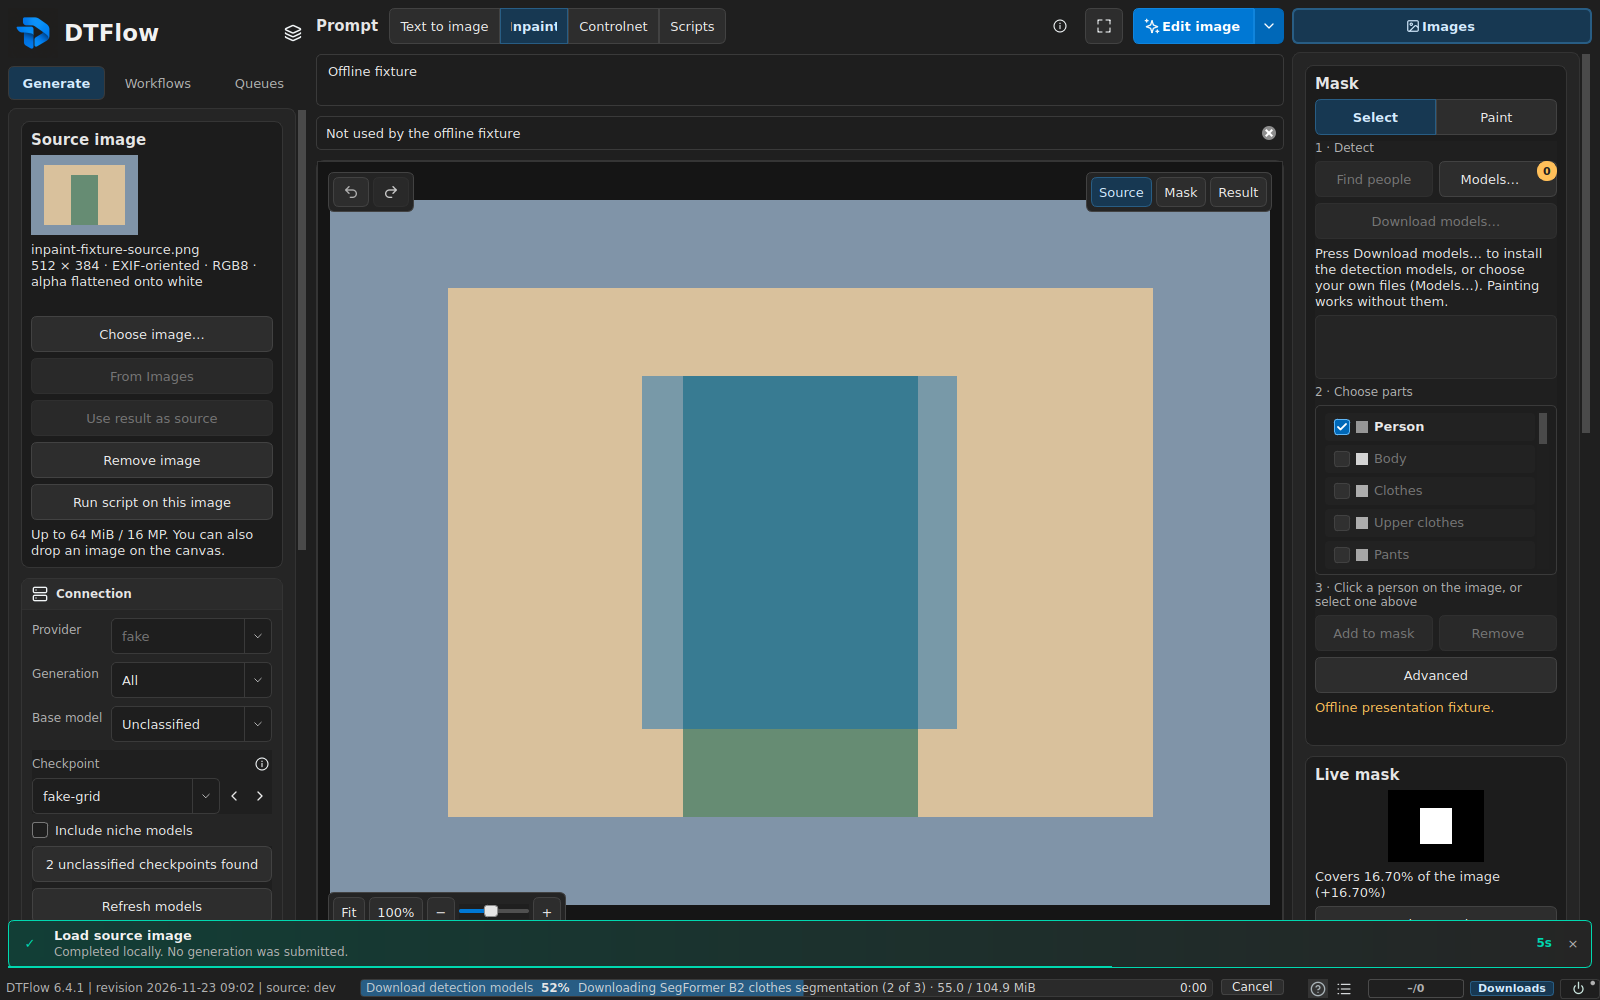 DTFlow
Generate
Workflows
Queues
Source image
inpaint-fixture-source.png
512 × 384 · EXIF-oriented · RGB8 ·
alpha flattened onto white
Choose image...
From Images
Use result as source
Remove image
Run script on this image
Up to 64 MiB / 16 MP. You can also
drop an image on the canvas.
Connection
Provider
fake
Generation
All
Base model
Unclassified
Checkpoint
fake-grid
Include niche models
2 unclassified checkpoints found
Refresh models
Prompt
Text to image
Inpaint
Controlnet
Scripts
Edit image
Offline fixture
Not used by the offline fixture
Source
Mask
Result
Fit
100%
−
+
Images
Mask
Select
Paint
1 · Detect
Find people
Models...
0
Download models...
Press Download models... to install
the detection models, or choose
your own files (Models...). Painting
works without them.
2 · Choose parts
Person
Body
Clothes
Upper clothes
Pants
3 · Click a person on the image, or
select one above
Add to mask
Remove
Advanced
Offline presentation fixture.
Live mask
Covers 16.70% of the image
(+16.70%)
Load source image
Completed locally. No generation was submitted.
5s
DTFlow 6.4.1 | revision 2026-11-23 09:02 | source: dev
Download detection models 52% Downloading SegFormer B2 clothes segmentation (2 of 3) · 55.0 / 104.9 MiB
0:00
Cancel
–/0
Downloads